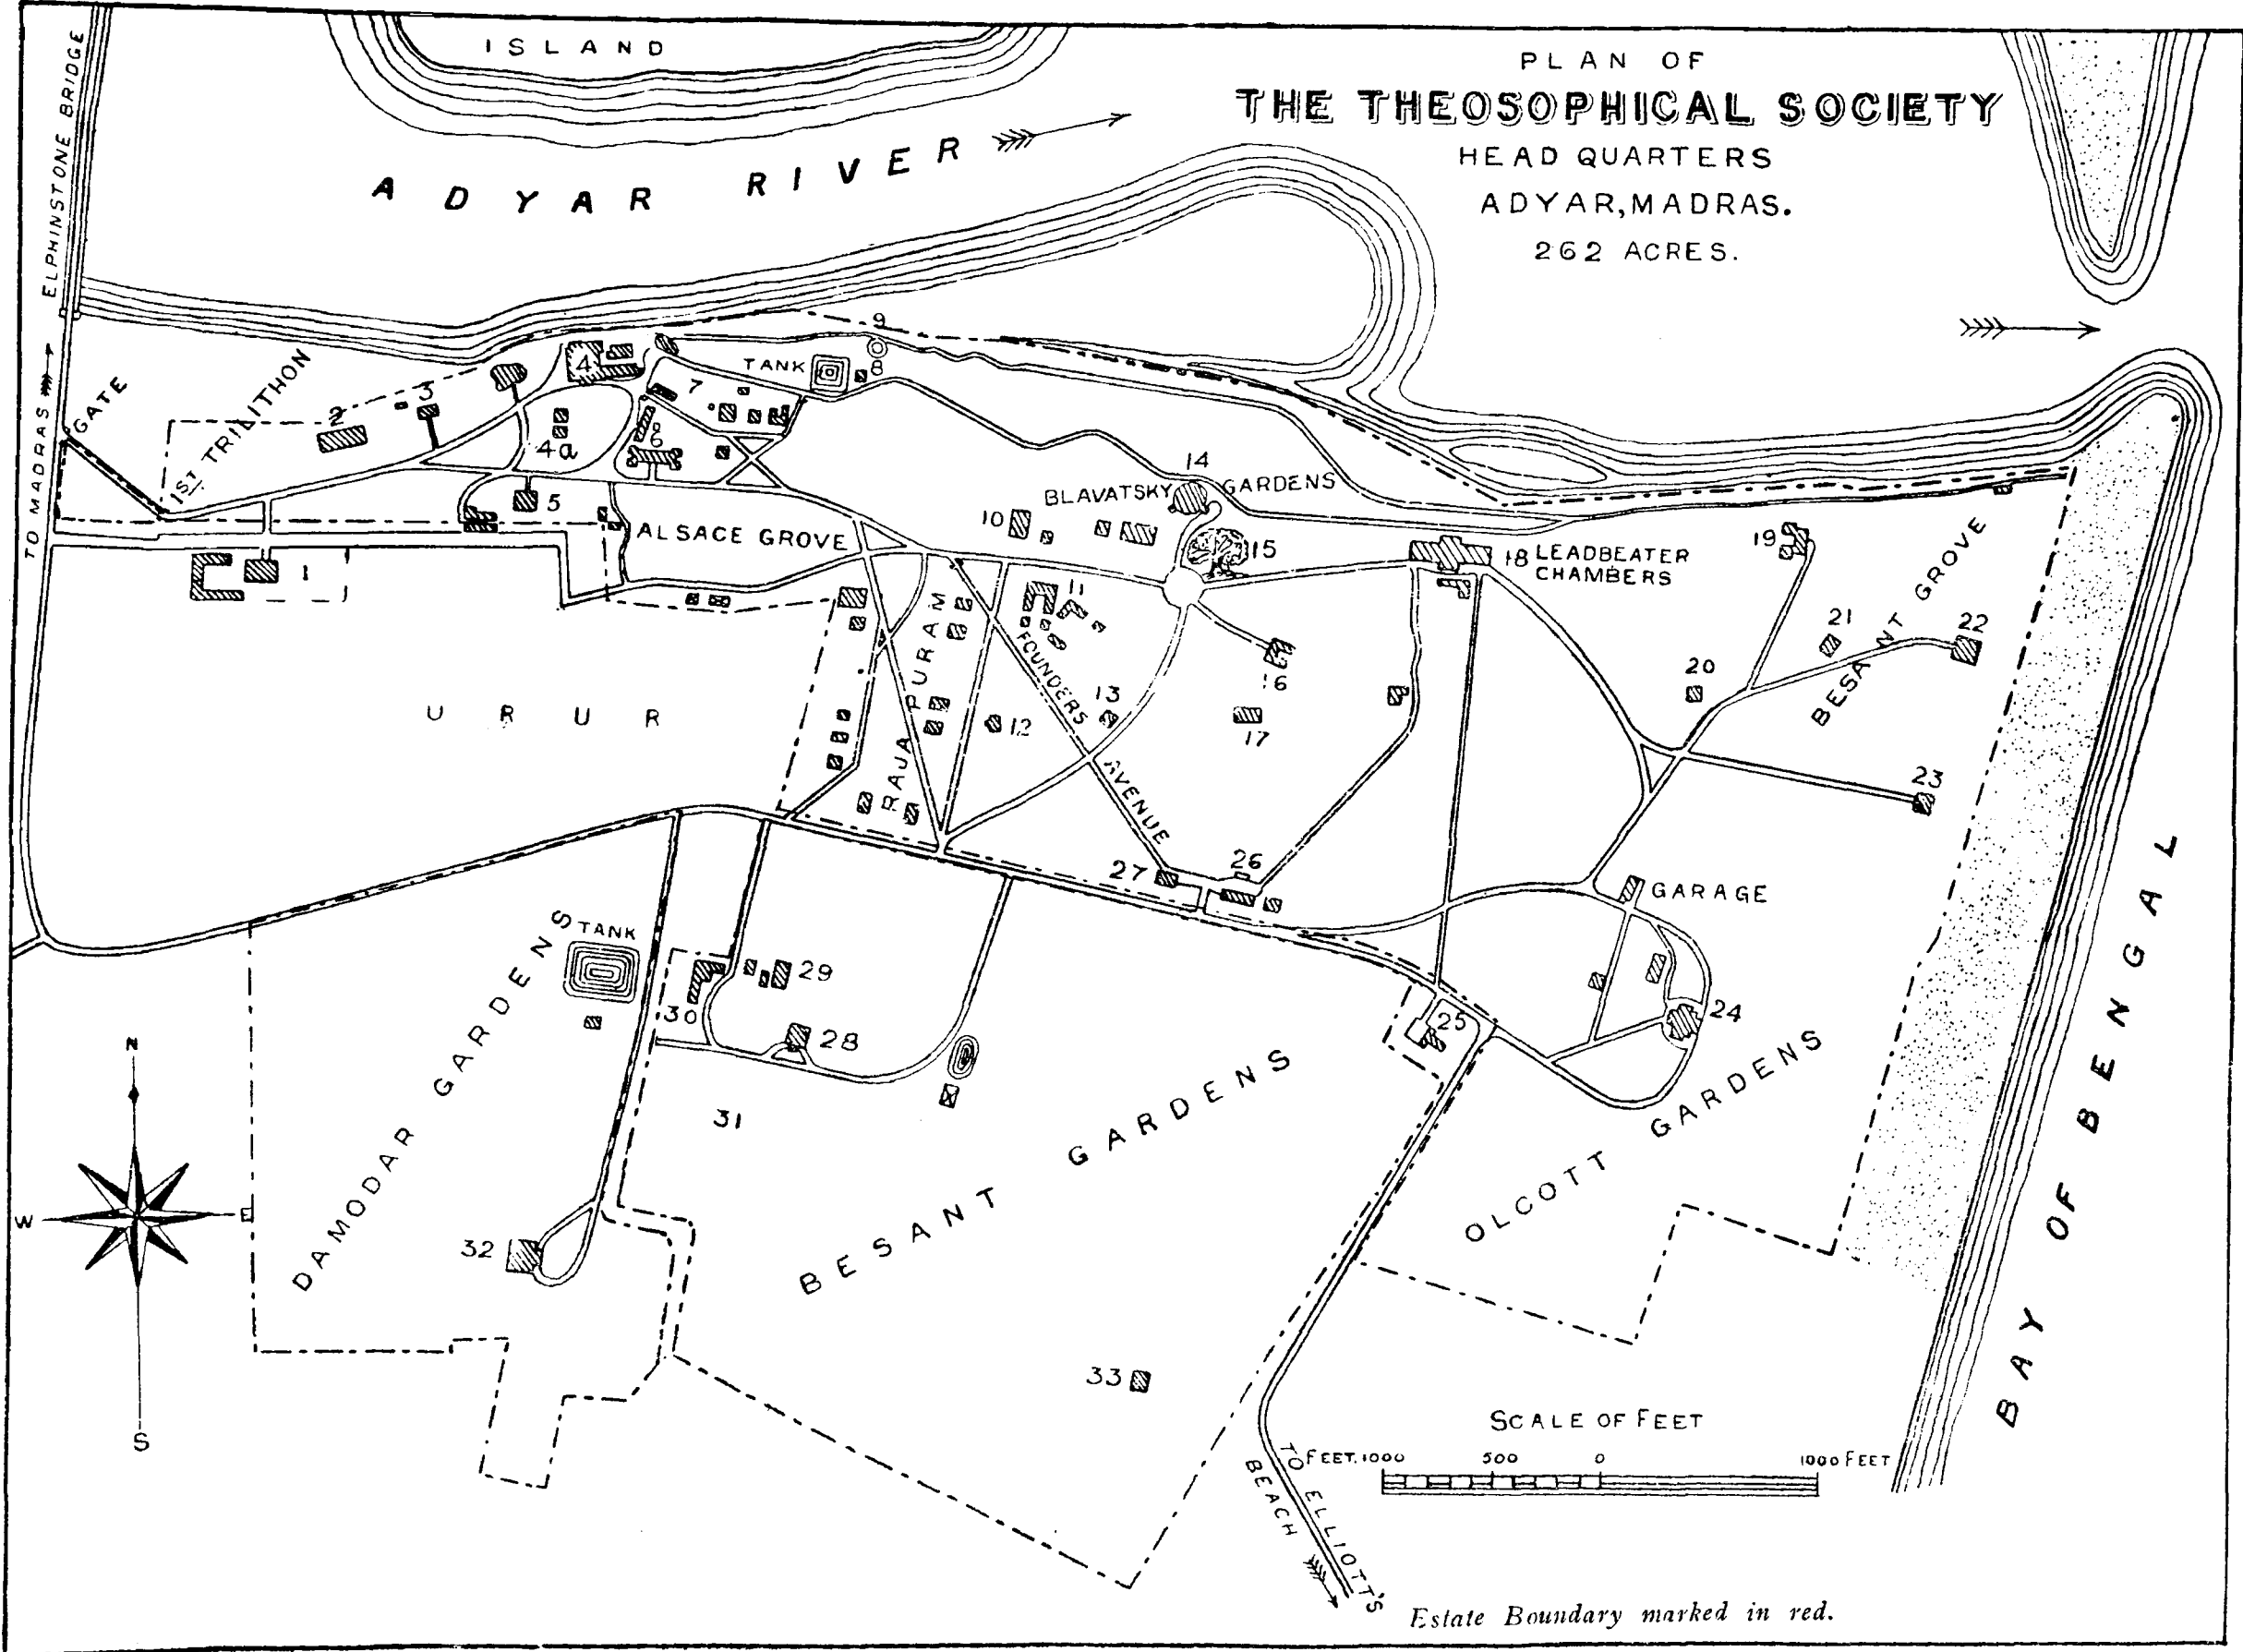 PLAN OF
THE THEOSOPHICAL SOCIETY
HEAD QUARTERS
ADYAR, MADRAS.
262 ACRES.
ISLAND
ADYAR RIVER
ELPHINSTONE BRIDGE
TO MADRAS
GATE
1ST TRILITHON
2
3
4
4a
5
6
7
TANK
8
9
1
ALSACE GROVE
10
BLAVATSKY GARDENS
14
15
11
12
13
16
17
18 LEADBEATER
CHAMBERS
19
20
21
22
23
BESANT GROVE
URUR
RAJA PURAM
FOUNDERS AVENUE
27
26
GARAGE
24
25
OLCOTT GARDENS
BESANT GARDENS
DAMODAR GARDENS
TANK
29
30
28
31
32
33
BAY OF BENGAL
N
W
E
S
SCALE OF FEET
FEET. 1000 500 0 1000 FEET
TO ELLIOTT'S
BEACH
Estate Boundary marked in red.